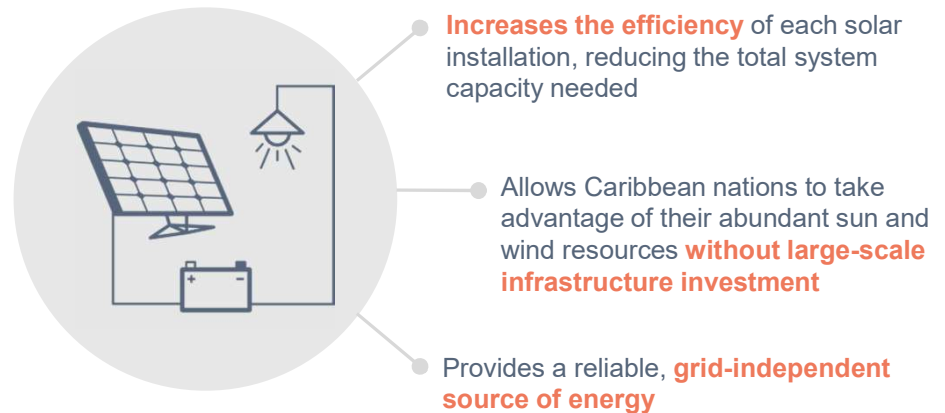 Increases the efficiency of each solar
installation, reducing the total system
capacity needed
Allows Caribbean nations to take
advantage of their abundant sun and
wind resources without large-scale
infrastructure investment
+ −
Provides a reliable, grid-independent
source of energy